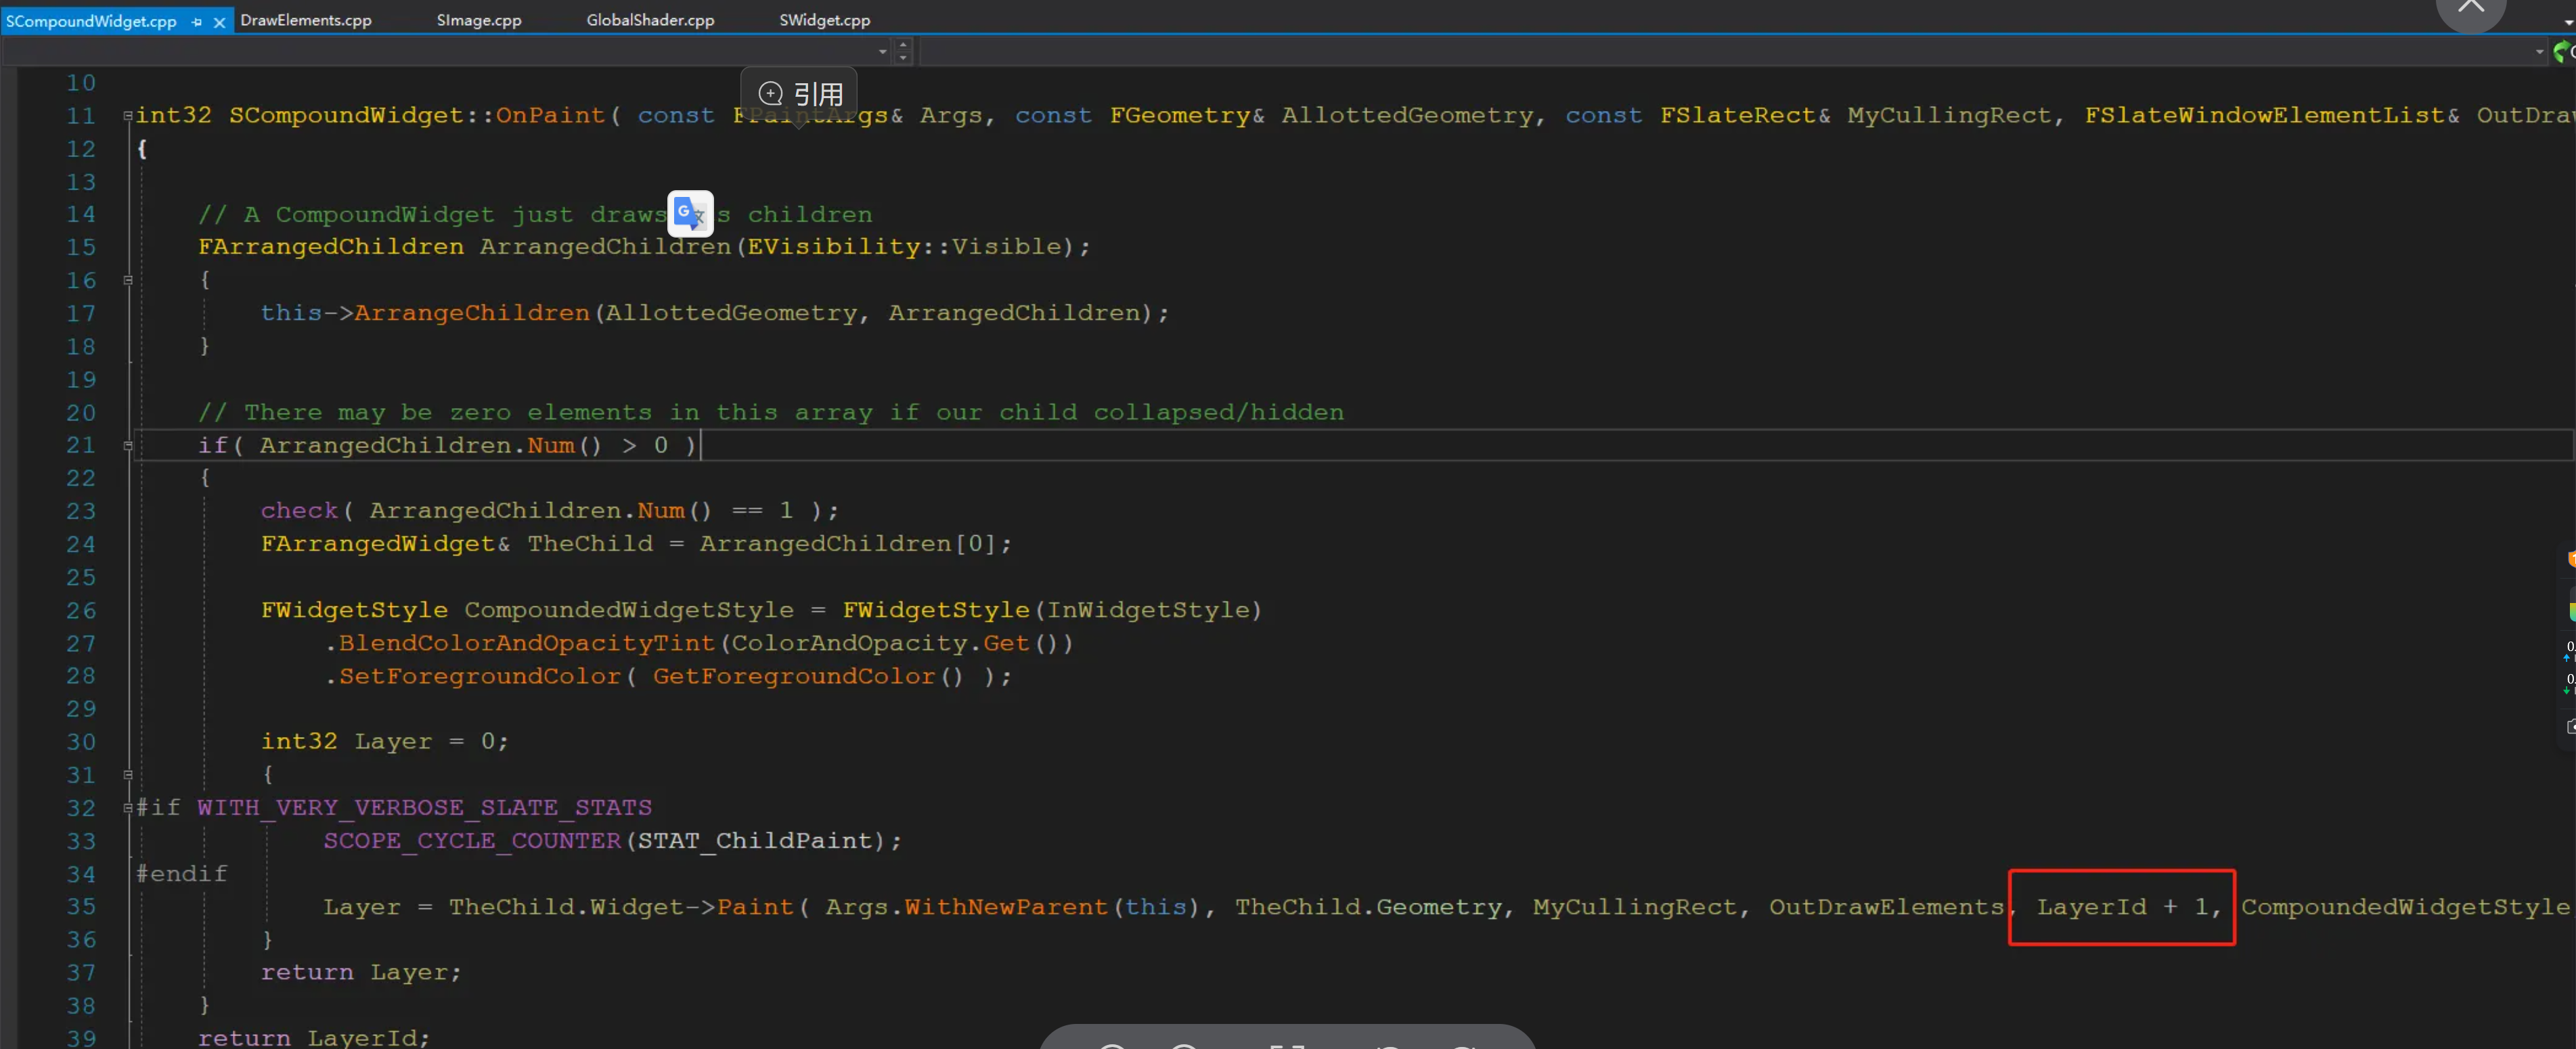 SCompoundWidget.cpp DrawElements.cpp SImage.cpp GlobalShader.cpp SWidget.cpp
引用
10
11 int32 SCompoundWidget::OnPaint( const FPaintArgs& Args, const FGeometry& AllottedGeometry, const FSlateRect& MyCullingRect, FSlateWindowElementList& OutDra
12 {
13
14 // A CompoundWidget just draws s children
15 FArrangedChildren ArrangedChildren(EVisibility::Visible);
16 {
17 this->ArrangeChildren(AllottedGeometry, ArrangedChildren);
18 }
19
20 // There may be zero elements in this array if our child collapsed/hidden
21 if( ArrangedChildren.Num() > 0 )
22 {
23 check( ArrangedChildren.Num() == 1 );
24 FArrangedWidget& TheChild = ArrangedChildren[0];
25
26 FWidgetStyle CompoundedWidgetStyle = FWidgetStyle(InWidgetStyle)
27 .BlendColorAndOpacityTint(ColorAndOpacity.Get())
28 .SetForegroundColor( GetForegroundColor() );
29
30 int32 Layer = 0;
31 {
32 #if WITH_VERY_VERBOSE_SLATE_STATS
33 SCOPE_CYCLE_COUNTER(STAT_ChildPaint);
34 #endif
35 Layer = TheChild.Widget->Paint( Args.WithNewParent(this), TheChild.Geometry, MyCullingRect, OutDrawElements, LayerId + 1, CompoundedWidgetStyle
36 }
37 return Layer;
38 }
39 return LayerId;